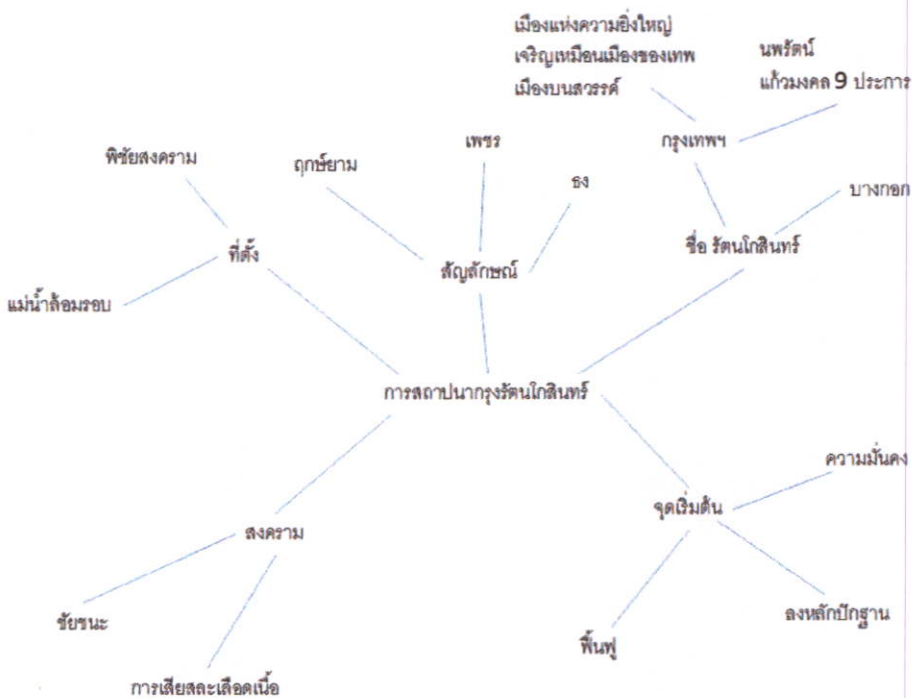 เมืองแห่งความยิ่งใหญ่
เจริญเหมือนเมืองของเทพ
เมืองบนสวรรค์
นพรัตน์
แก้วมงคล 9 ประการ
เพชร
กรุงเทพฯ
พิชัยสงคราม
ฤกษ์ยาม
ธง
บางกอก
ที่ตั้ง
สัญลักษณ์
ชื่อ รัตนโกสินทร์
แม่น้ำล้อมรอบ
การสถาปนากรุงรัตนโกสินทร์
ความมั่นคง
จุดเริ่มต้น
สงคราม
ชัยชนะ
ลงหลักปักฐาน
ฟื้นฟู
การเสียสละเลือดเนื้อ